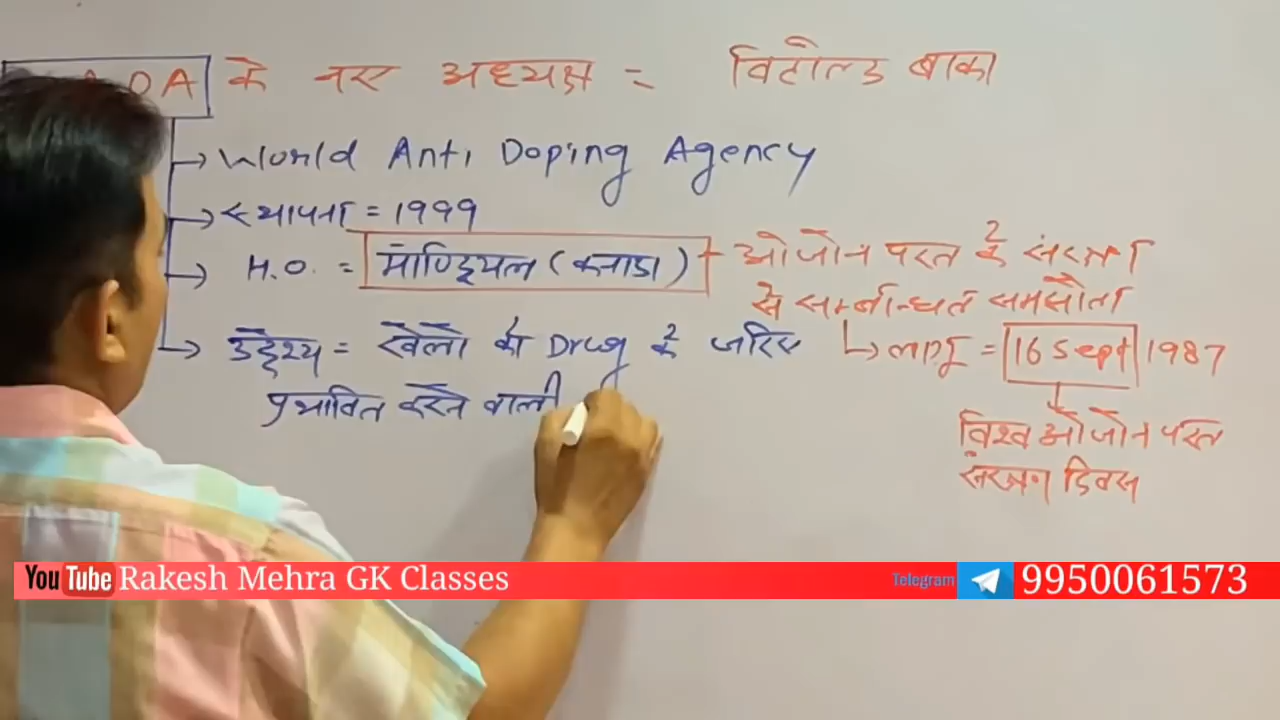 ADA के नए अध्यक्ष = विटोल्ड बाका
→ World Anti Doping Agency
→ स्थापना = 1999
→ H.O. = मॉण्ट्रियल (कनाडा) - ओजोन परत के संरक्षण
से सम्बन्धित समझौता
→ लागू = 16 Sept 1987
→ उद्देश्य = खेलों को Drug के जरिए
प्रभावित करने वाली
विश्व ओजोन परत
संरक्षण दिवस
YouTube Rakesh Mehra GK Classes Telegram 9950061573